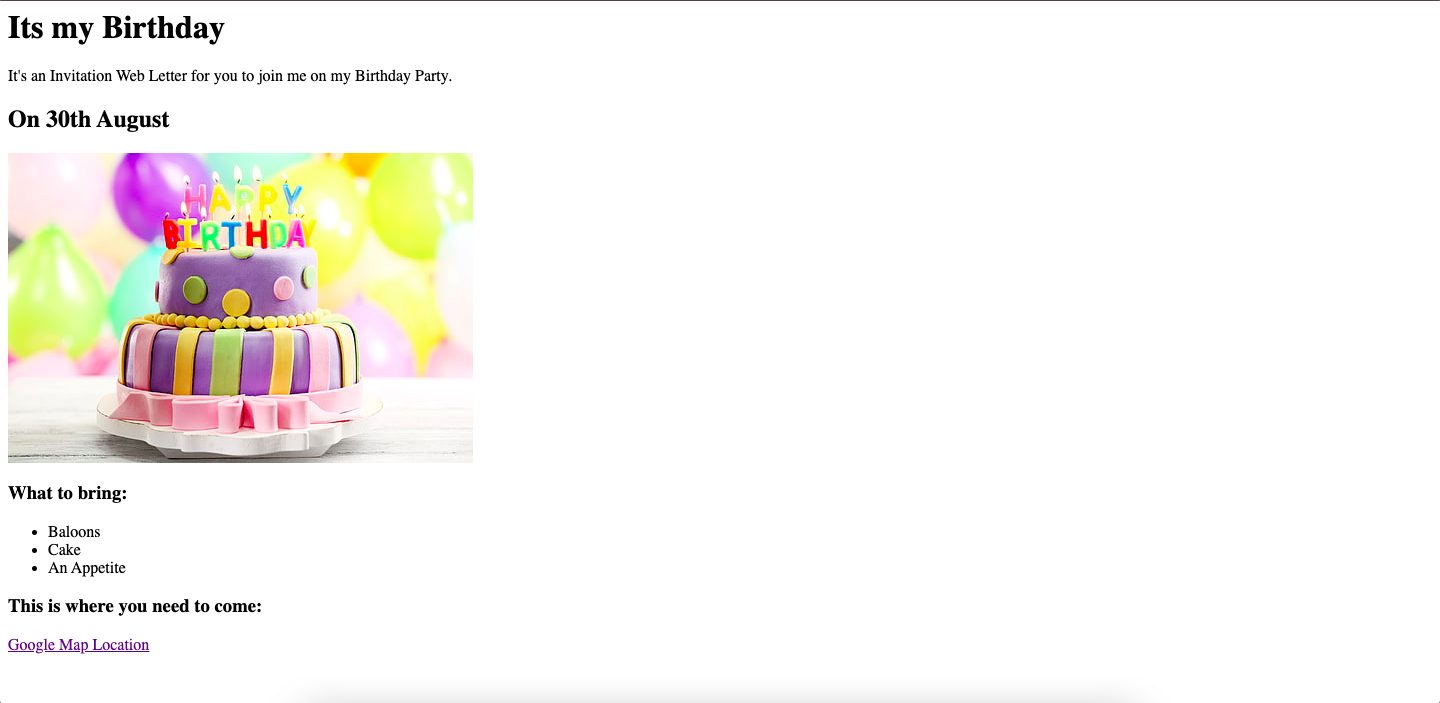 Its my Birthday
It's an Invitation Web Letter for you to join me on my Birthday Party.
On 30th August
HAPPY
BIRTHDAY
What to bring:
Baloons
Cake
An Appetite
This is where you need to come:
Google Map Location